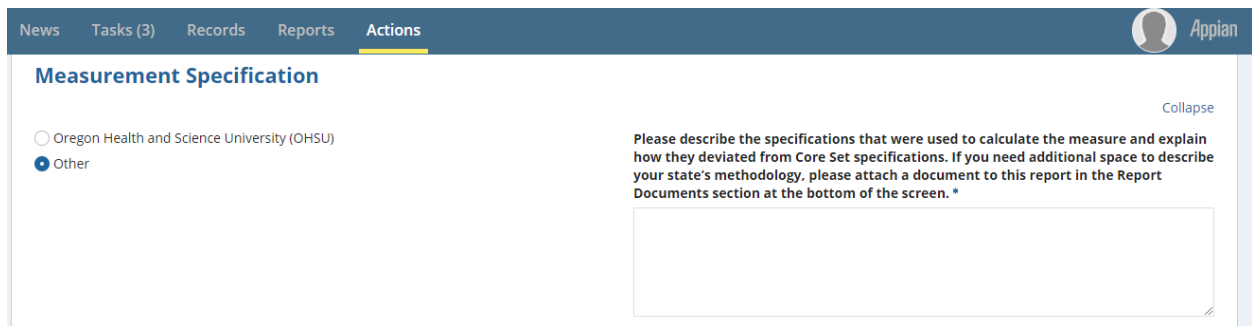 News Tasks (3) Records Reports Actions Appian
Measurement Specification
Collapse
Oregon Health and Science University (OHSU)
Other
Please describe the specifications that were used to calculate the measure and explain
how they deviated from Core Set specifications. If you need additional space to describe
your state’s methodology, please attach a document to this report in the Report
Documents section at the bottom of the screen. *